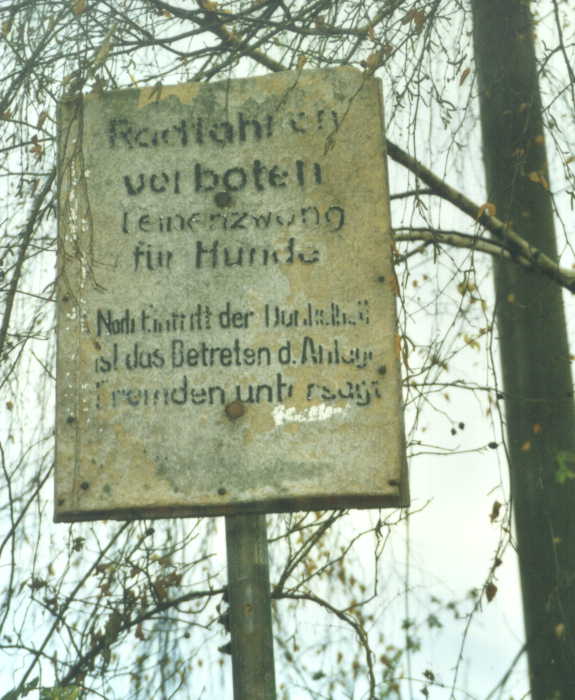 Radfahren
verboten
Leinenzwang
für Hunde
Nach Eintritt der Dunkelheit
ist das Betreten d. Anlage
Fremden untersagt